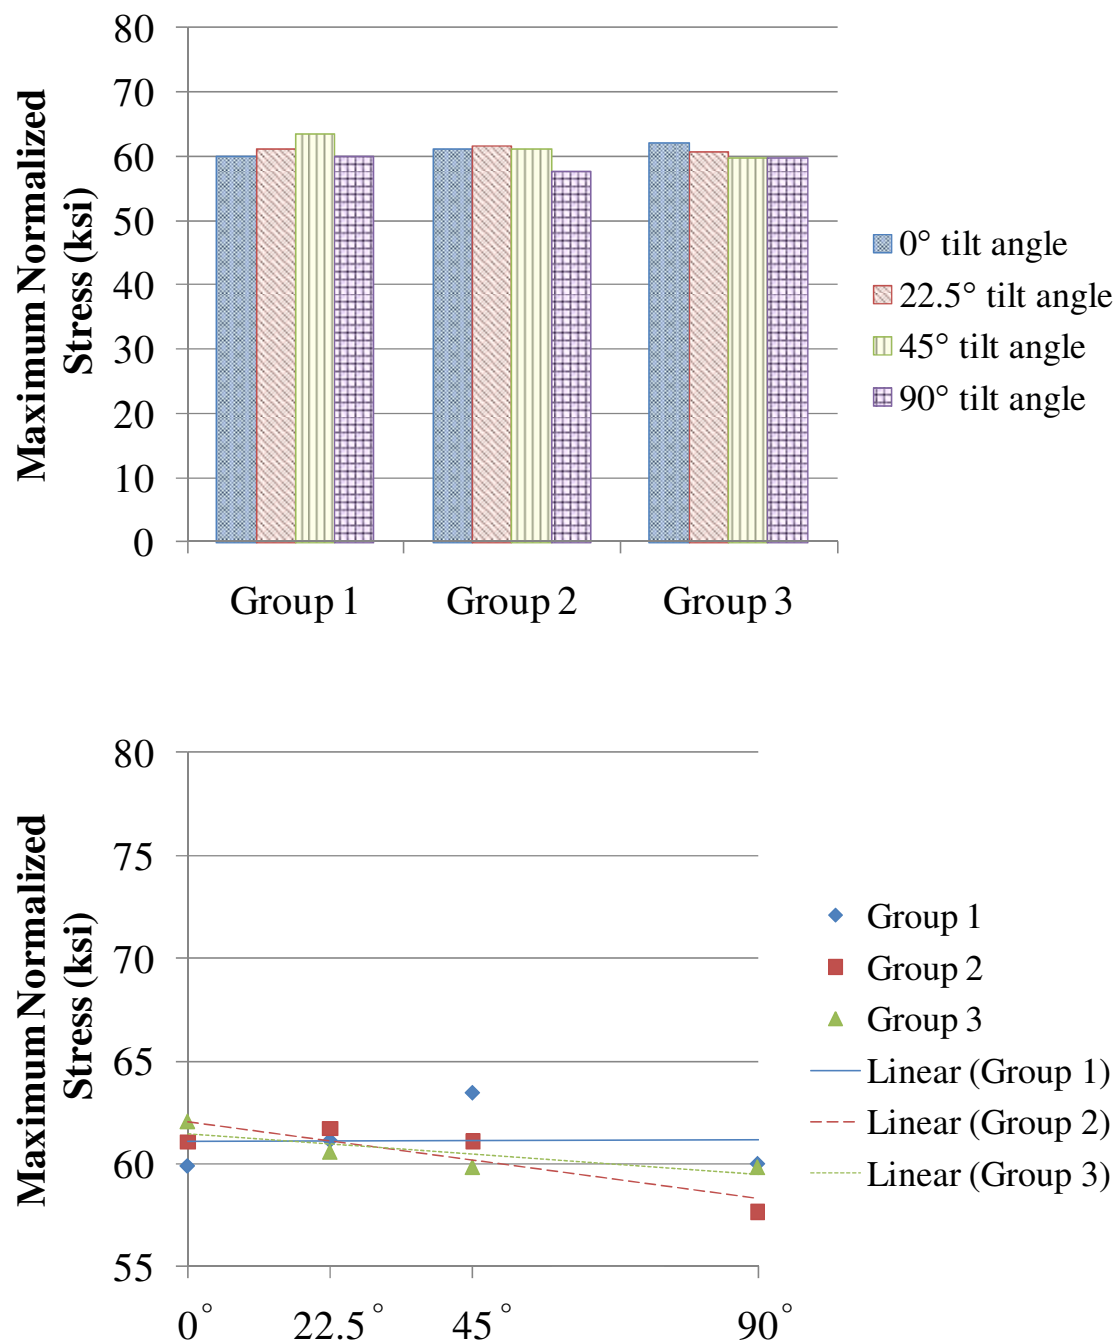 Maximum Normalized
Stress (ksi)
80
70
60
50
40
30
20
10
0
Group 1
Group 2
Group 3
0° tilt angle
22.5° tilt angle
45° tilt angle
90° tilt angle
Maximum Normalized
Stress (ksi)
80
75
70
65
60
55
0°
22.5°
45°
90°
Group 1
Group 2
Group 3
Linear (Group 1)
Linear (Group 2)
Linear (Group 3)